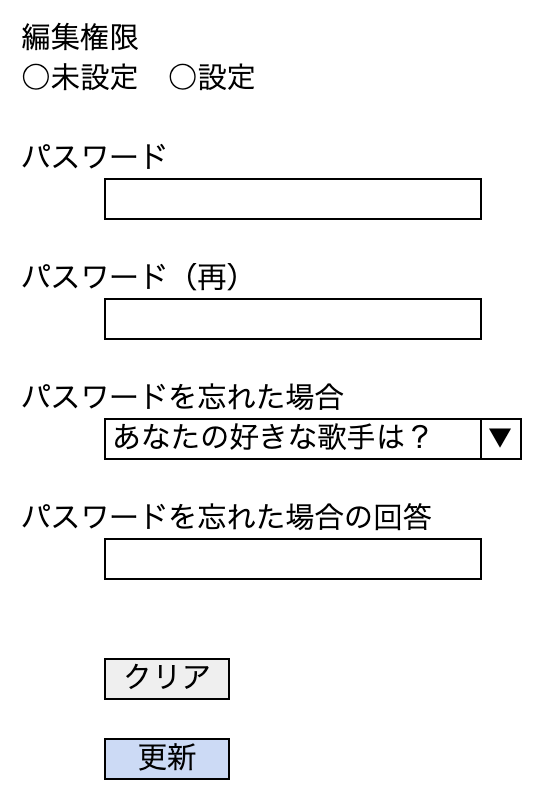 編集権限
○未設定　○設定
パスワード
パスワード（再）
パスワードを忘れた場合
あなたの好きな歌手は？ ▼
パスワードを忘れた場合の回答
クリア
更新